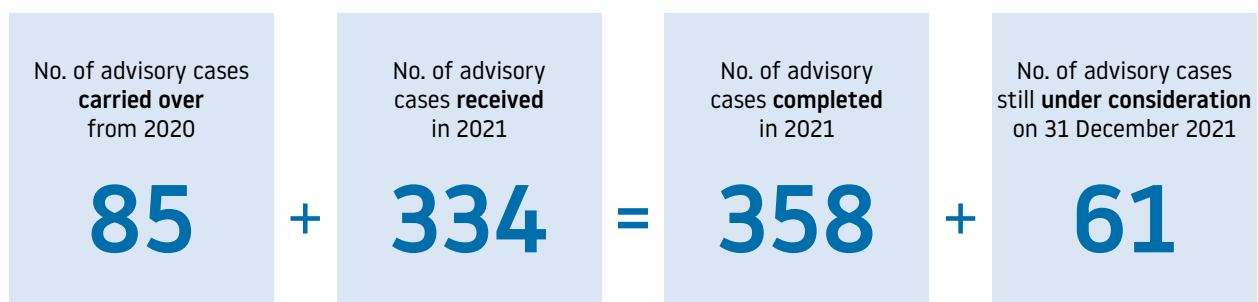 No. of advisory cases
carried over
from 2020
85
+
No. of advisory
cases received
in 2021
334
=
No. of advisory
cases completed
in 2021
358
+
No. of advisory cases
still under consideration
on 31 December 2021
61